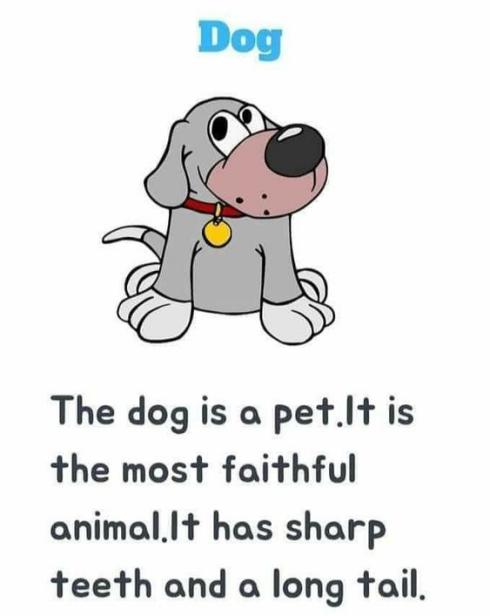 Dog
The dog is a pet.It is
the most faithful
animal.It has sharp
teeth and a long tail.